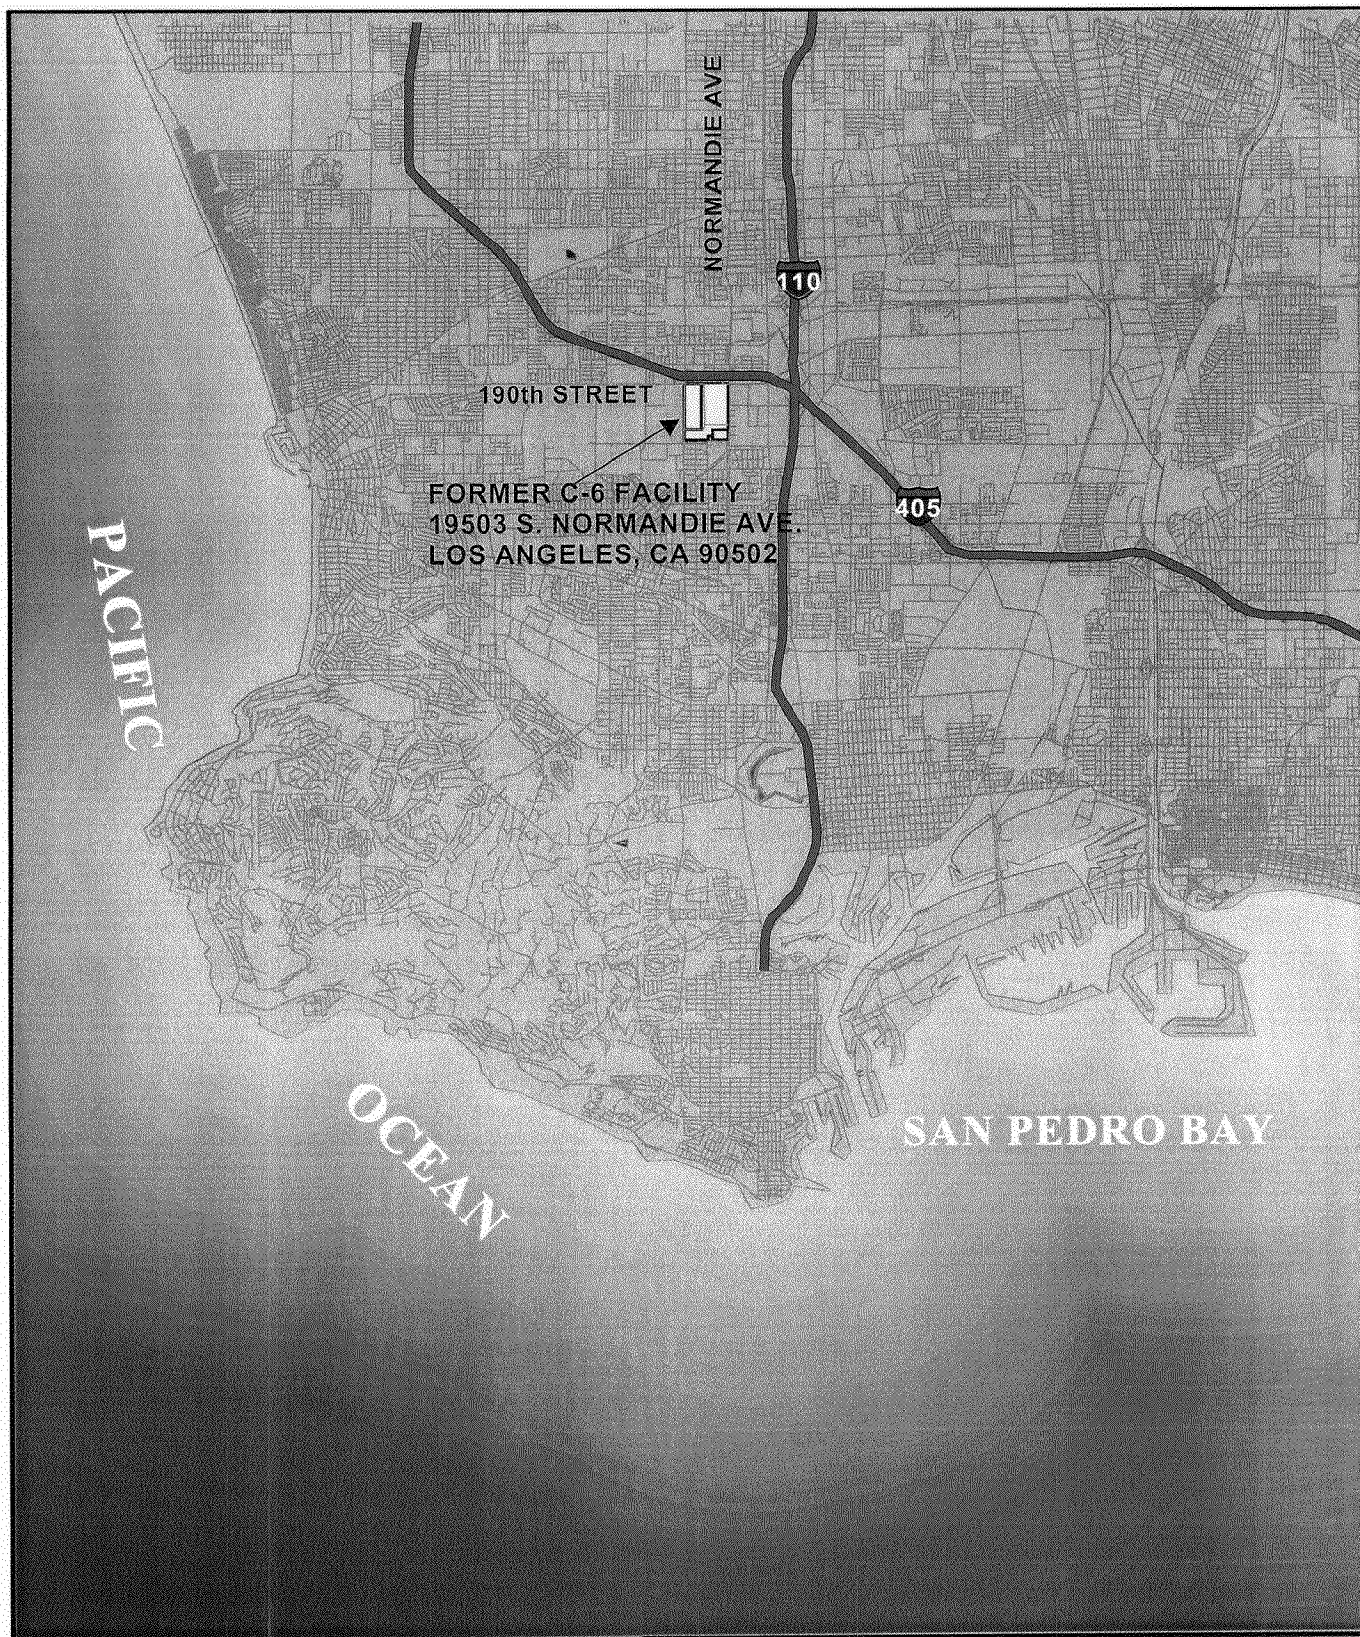 NORMANDIE AVE
110
190th STREET
FORMER C-6 FACILITY
19503 S. NORMANDIE AVE.
LOS ANGELES, CA 90502
405
PACIFIC
OCEAN
SAN PEDRO BAY